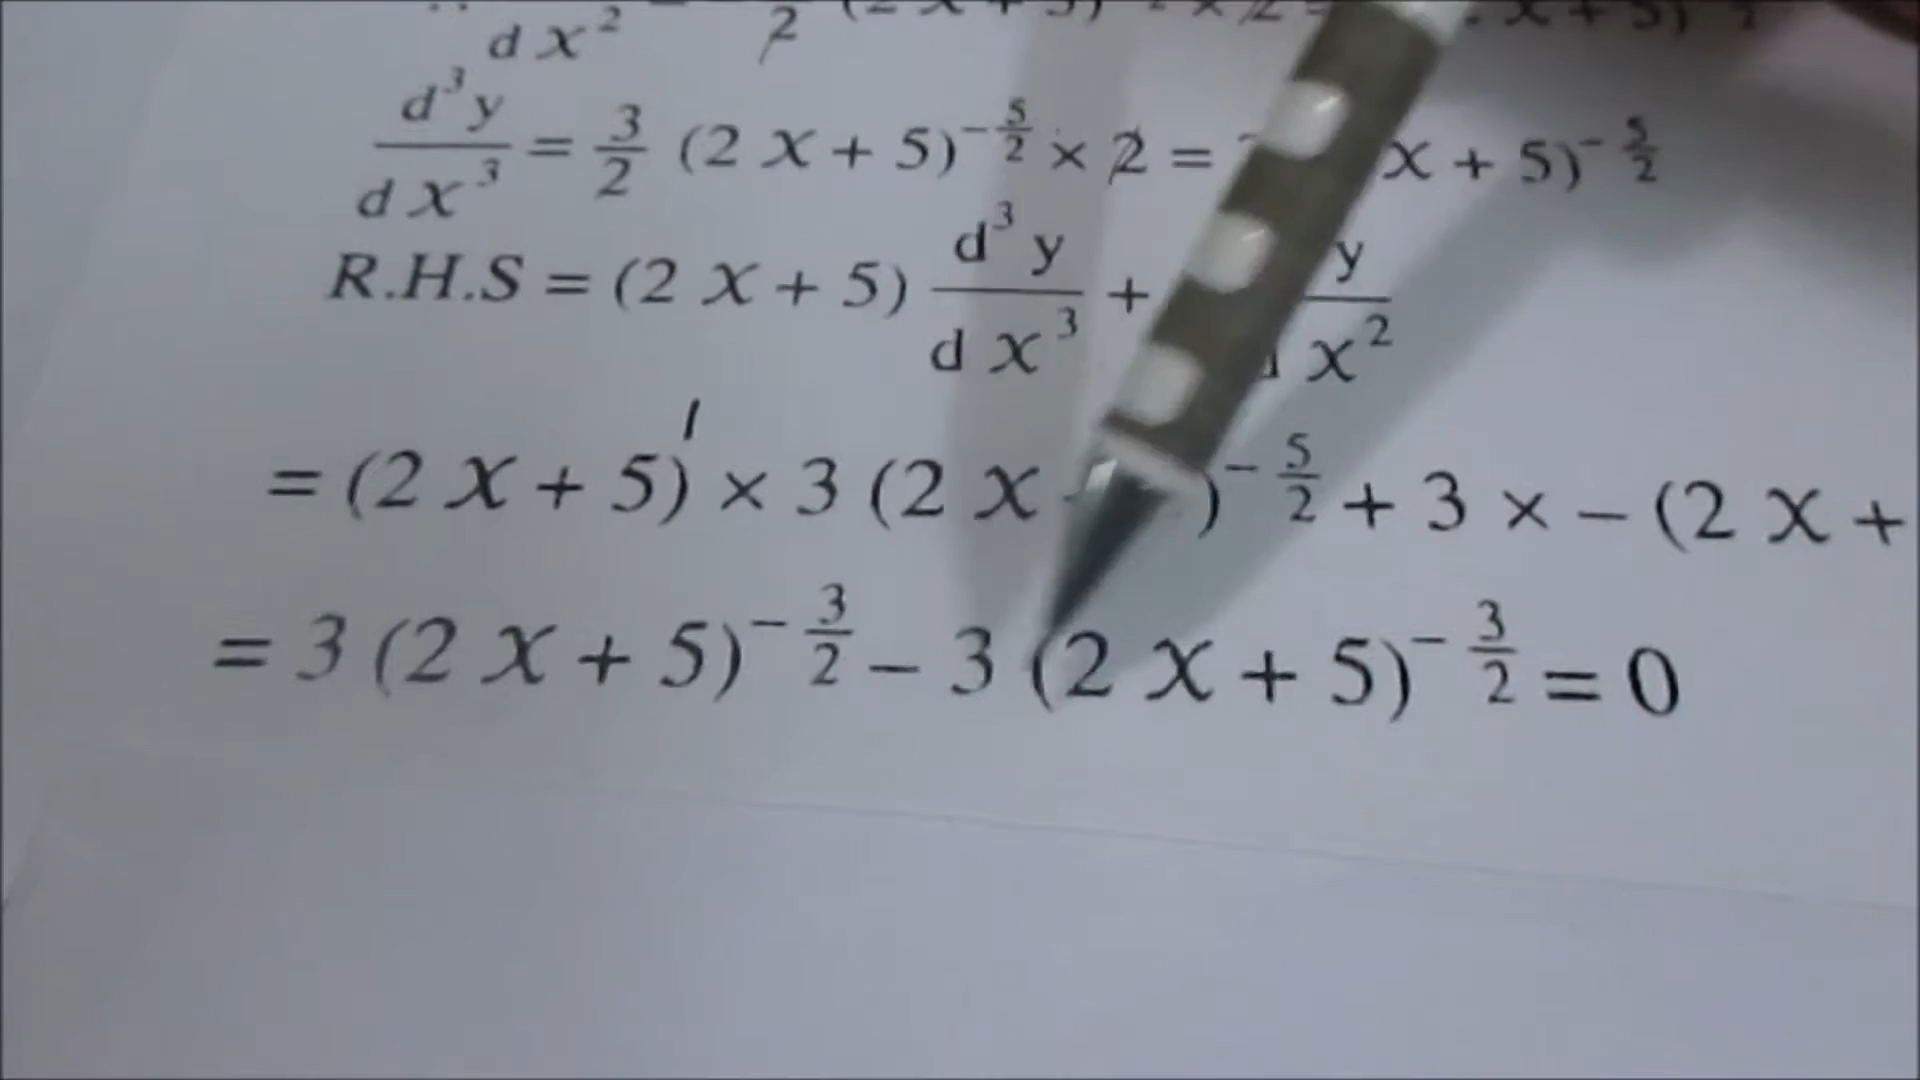 d x²
d³y/dx³ = 3/2 (2 x + 5)^(-5/2) × 2 = x + 5)^(-5/2)
R.H.S = (2 x + 5) d³y/dx³ + y/x²
= (2 x + 5)^1 × 3 (2 x )^(-5/2) + 3 × - (2 x +
= 3 (2 x + 5)^(-3/2) - 3 (2 x + 5)^(-3/2) = 0